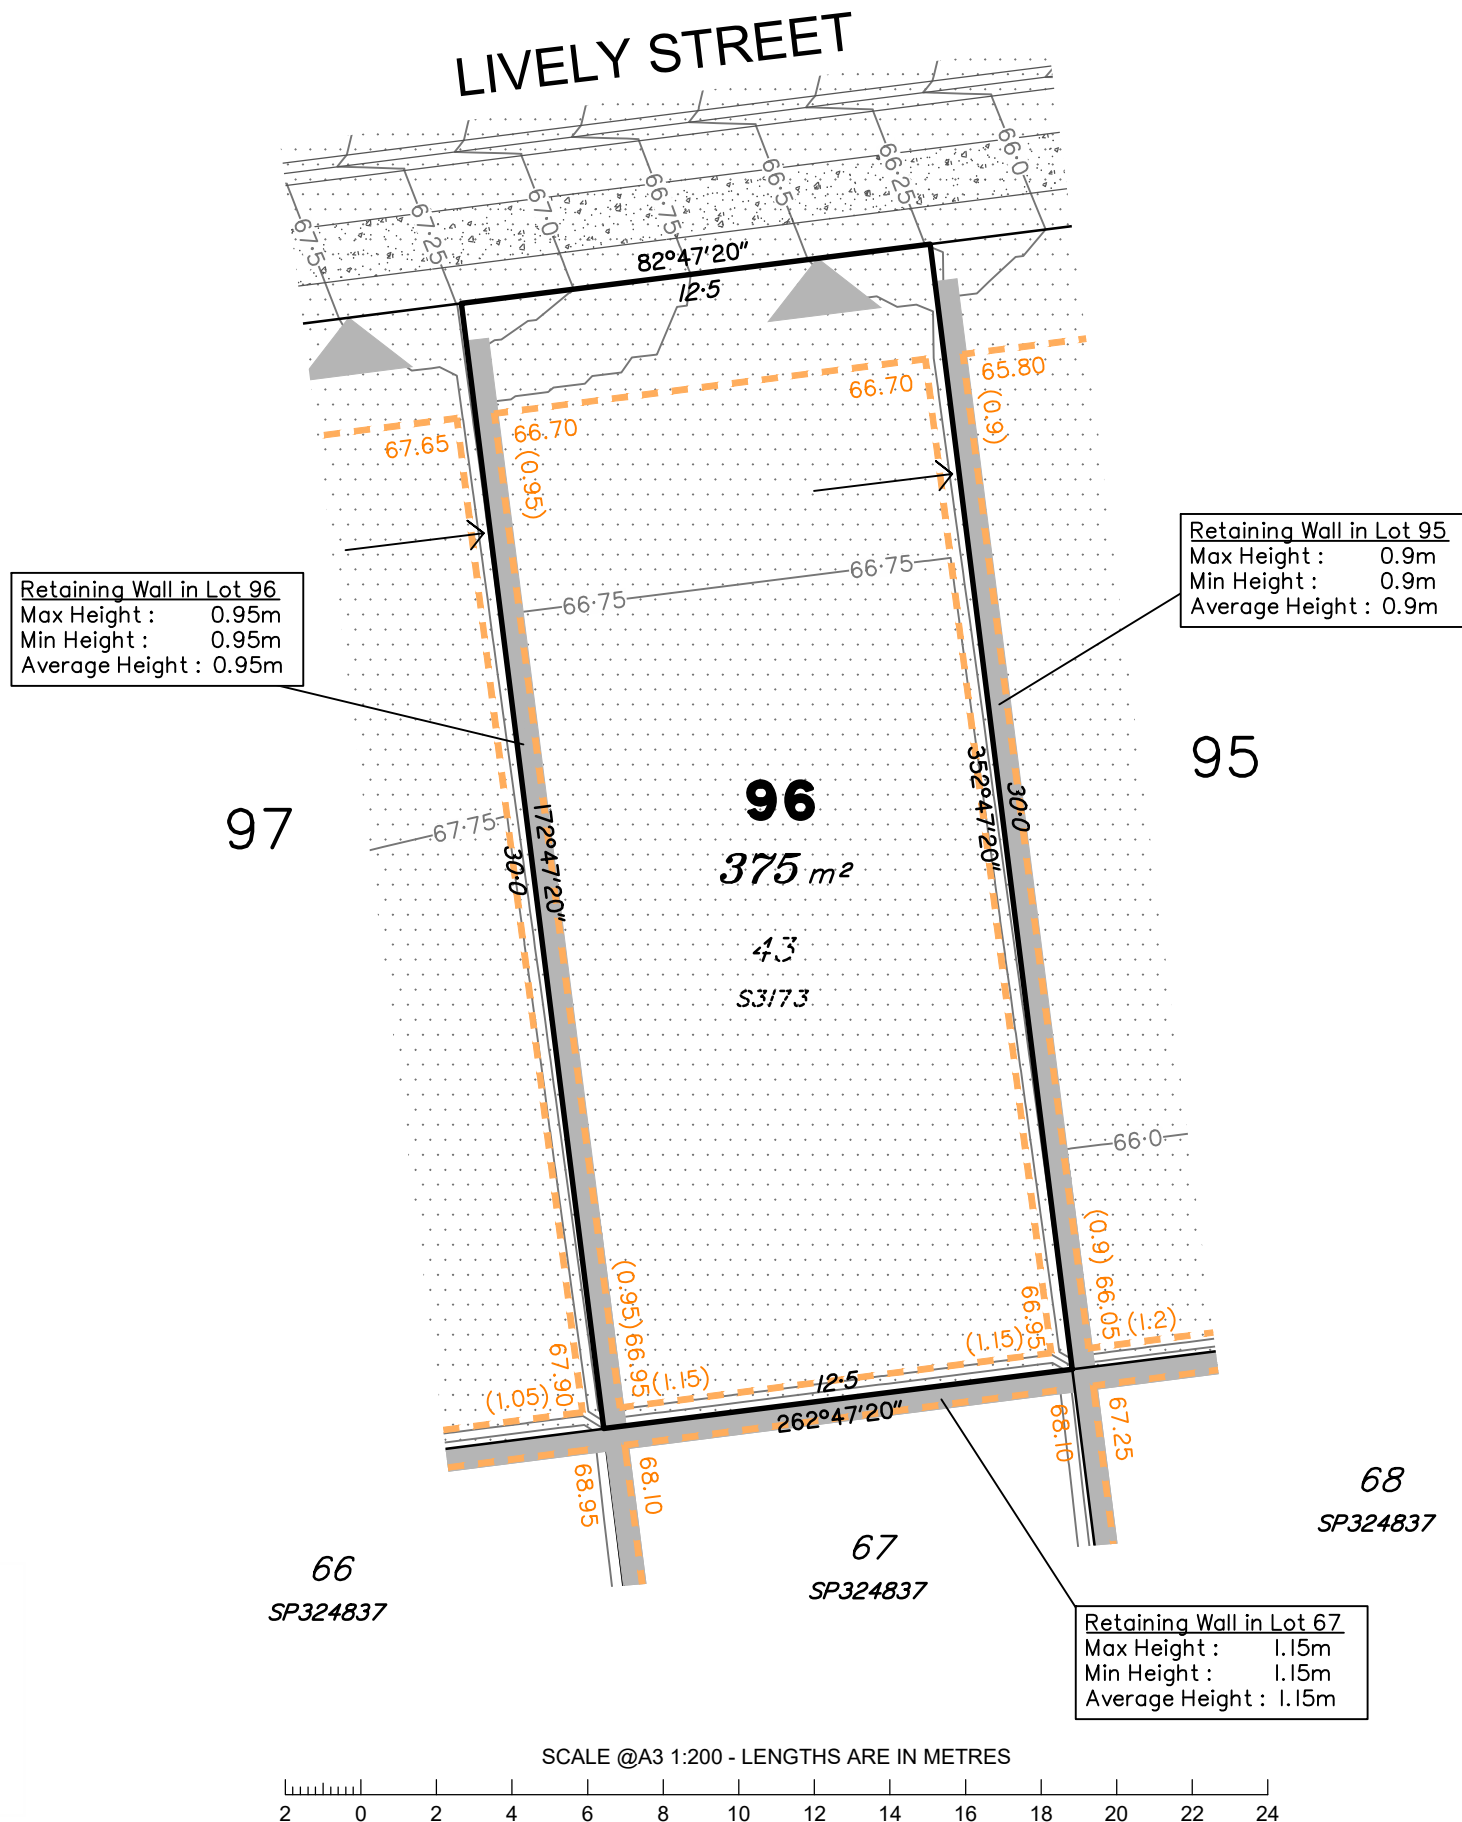 LIVELY STREET
66·0
66·25
66·5
66·75
67·0
67·25
67·5
82°47'20"
12·5
65.80
(0.9)
66.70
66.70
(0.95)
67.65
Retaining Wall in Lot 95
Max Height : 0.9m
Min Height : 0.9m
Average Height : 0.9m
66·75
66·75
Retaining Wall in Lot 96
Max Height : 0.95m
Min Height : 0.95m
Average Height : 0.95m
95
97
96
375 m²
43
S3173
67·75
172°47'20"
30·0
352°47'20"
30·0
66·0
(0.9) 66.05
(1.2)
(0.95) 66.95
(1.15)
(1.15)
66.95
67.90
(1.05)
12·5
262°47'20"
68.95
68.10
68.10
67.25
68
SP324837
67
SP324837
66
SP324837
Retaining Wall in Lot 67
Max Height : 1.15m
Min Height : 1.15m
Average Height : 1.15m
SCALE @A3 1:200 - LENGTHS ARE IN METRES
2 0 2 4 6 8 10 12 14 16 18 20 22 24